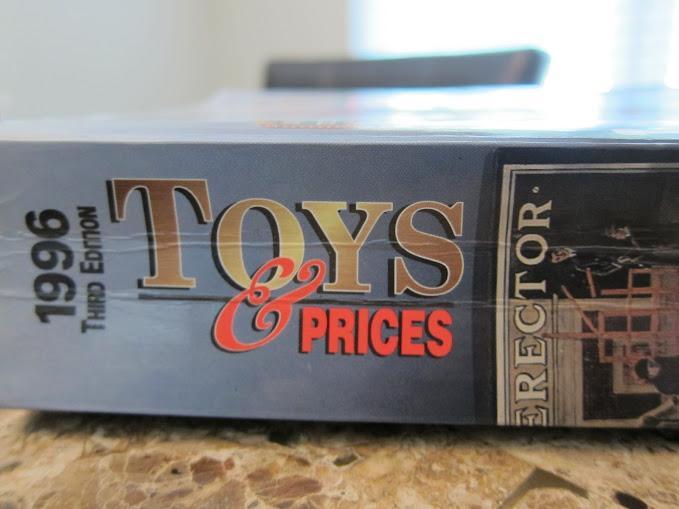 1996
THIRD EDITION
TOYS
& PRICES
ERECTOR.